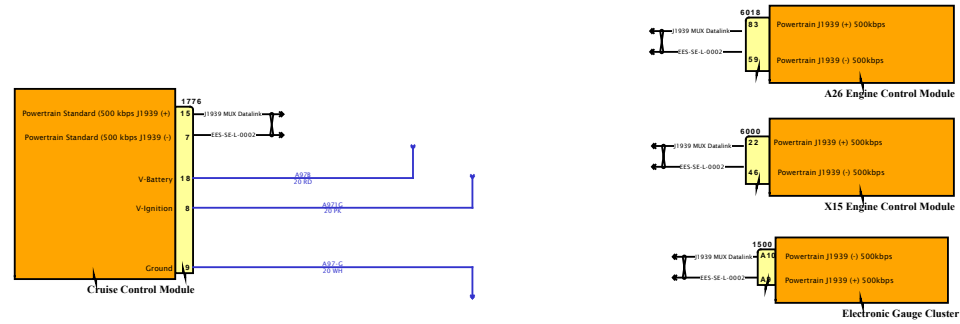 6018
83
J1939 MUX Datalink
Powertrain J1939 (+) 500kbps
EES-SE-L-0002
59
Powertrain J1939 (-) 500kbps
A26 Engine Control Module
1776
Powertrain Standard (500 kbps J1939 (+)
15
J1939 MUX Datalink
Powertrain Standard (500 kbps J1939 (-)
7
EES-SE-L-0002
V-Battery
18
A97B
20 RD
V-Ignition
8
A971G
20 PK
Ground
9
A97-G
20 WH
Cruise Control Module
6000
22
J1939 MUX Datalink
Powertrain J1939 (+) 500kbps
EES-SE-L-0002
46
Powertrain J1939 (-) 500kbps
X15 Engine Control Module
1500
A10
J1939 MUX Datalink
Powertrain J1939 (-) 500kbps
EES-SE-L-0002
Powertrain J1939 (+) 500kbps
Electronic Gauge Cluster